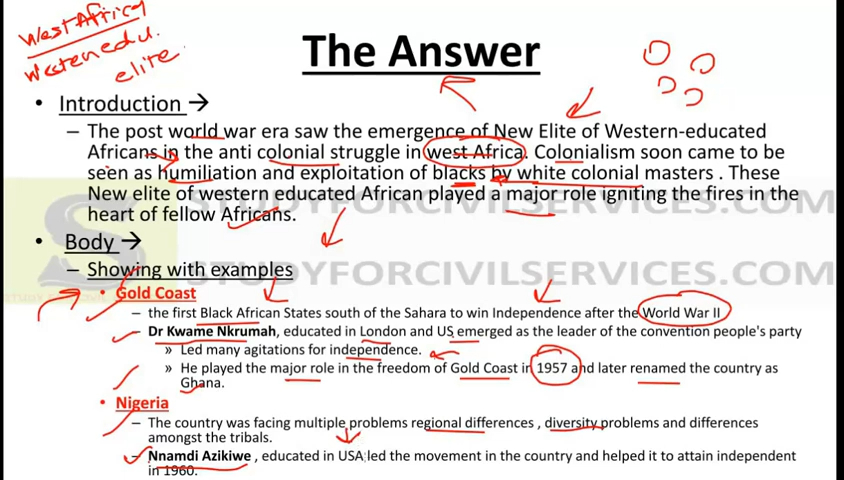 West Africa
Western edu.
elite.
The Answer
• Introduction →
– The post world war era saw the emergence of New Elite of Western-educated
Africans in the anti colonial struggle in west Africa. Colonialism soon came to be
seen as humiliation and exploitation of blacks by white colonial masters . These
New elite of western educated African played a major role igniting the fires in the
heart of fellow Africans.
STUDYFORCIVILSERVICES.COM
• Body →
– Showing with examples
STUDYFORCIVILSERVICES.COM
• Gold Coast
– the first Black African States south of the Sahara to win Independence after the World War II
– Dr Kwame Nkrumah, educated in London and US emerged as the leader of the convention people's party
» Led many agitations for independence.
» He played the major role in the freedom of Gold Coast in 1957 and later renamed the country as
Ghana.
• Nigeria
– The country was facing multiple problems regional differences , diversity problems and differences
amongst the tribals.
– Nnamdi Azikiwe , educated in USA led the movement in the country and helped it to attain independent
in 1960.